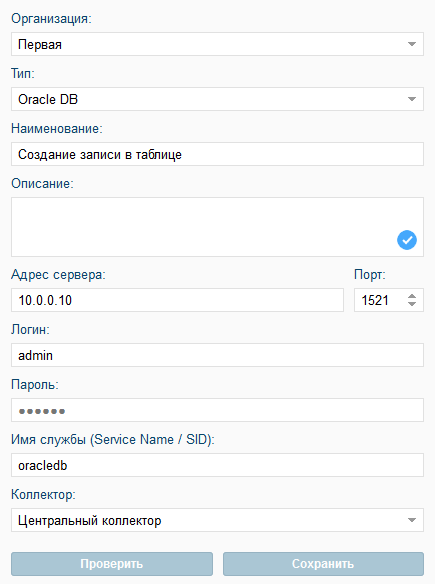 Организация:
Первая
Тип:
Oracle DB
Наименование:
Создание записи в таблице
Описание:
Адрес сервера: Порт:
10.0.0.10 1521
Логин:
admin
Пароль:
●●●●●●
Имя службы (Service Name / SID):
oracledb
Коллектор:
Центральный коллектор
Проверить Сохранить